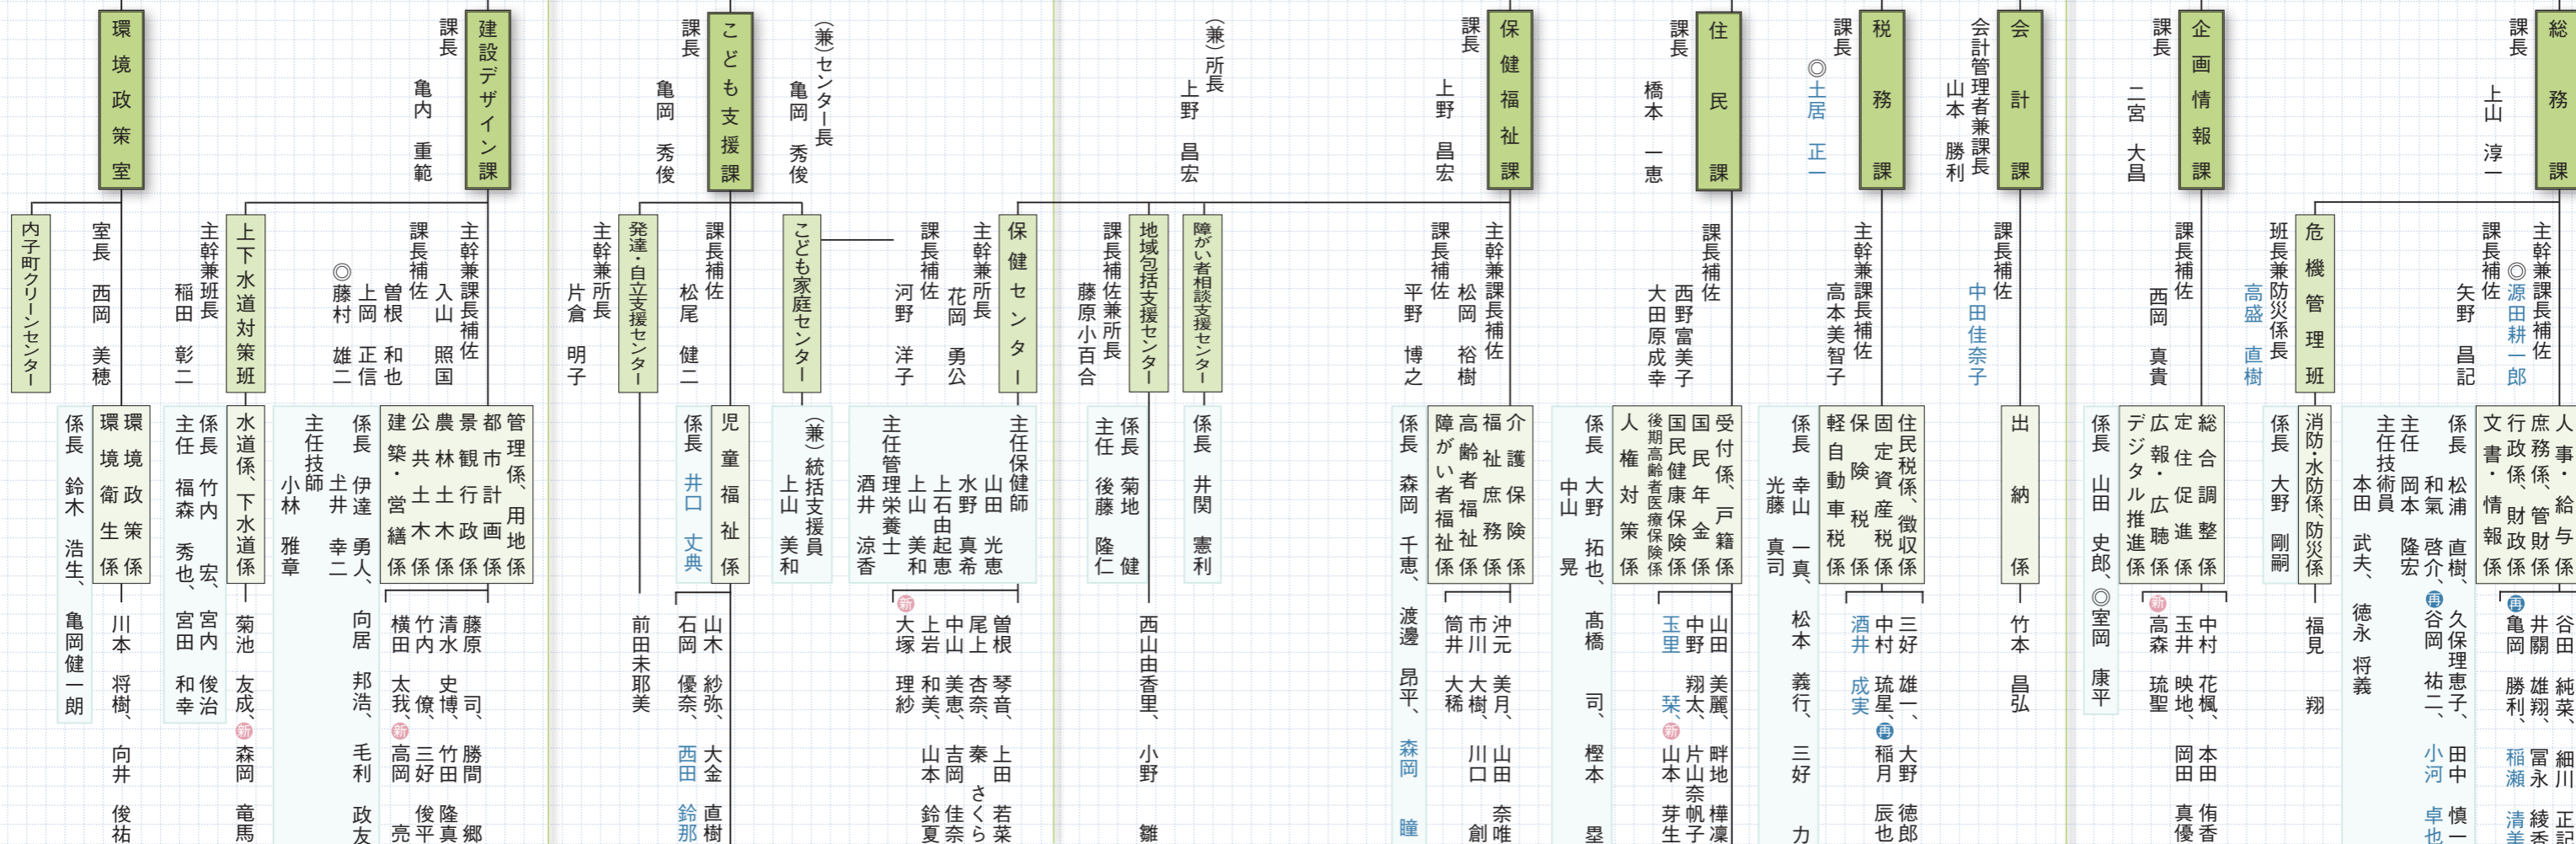 総務課
課長
上山 淳一
主幹兼課長補佐
◎源田耕一郎
課長補佐
矢野 昌記
人事・給与
庶務係、管財係
行政係、財政係
文書・情報係
係長 松浦 直樹、久保理恵子、田中 慎一
和氣 啓介、再谷岡 祐二、小河 卓也
主任 岡本 隆宏
主任技術員
本田 武夫、徳永 将義
谷田 純菜、細川 正記
井關 雄翔、冨永 綾香
再亀岡 勝利、稲瀬 清美
危機管理班
班長兼防災係長
高盛 直樹
消防・水防係、防災係
係長 大野 剛嗣
福見 翔
企画情報課
課長
二宮 大昌
課長補佐
西岡 真貴
総合調整係
定住促進係
広報・広聴係
デジタル推進係
係長 山田 史郎、◎室岡 康平
中村 花楓、本田 侑香
玉井 映地、岡田 真優
新高森 琉聖
会計課
会計管理者兼課長
山本 勝利
課長補佐
中田佳奈子
出納係
竹本 昌弘
税務課
課長
◎土居 正一
主幹兼課長補佐
高本美智子
住民税係、徴収係
固定資産税係
保険税係
軽自動車税係
係長 幸山 一真、松本 義行、三好 力
光藤 真司
三好 雄一、大野 徳郎
中村 琉星、再稲月 辰也
酒井 成実
住民課
課長
橋本 一恵
課長補佐
西野富美子
大田原成幸
受付係、戸籍係
国民年金係
国民健康保険係
後期高齢者医療保険係
人権対策係
係長 大野 拓也、髙橋 司、樫本 塁
中山 晃
山田 美麗、畔地 樺凜
中野 翔太、片山奈帆子
玉里 栞、新山本 芽生
保健福祉課
課長
上野 昌宏
主幹兼課長補佐
松岡 裕樹
課長補佐
平野 博之
介護保険係
福祉庶務係
高齢者福祉係
障がい者福祉係
係長 森岡 千恵、渡邊 昂平、森岡 瞳
沖元 美月、山田 奈唯
市川 大樹、川口 創
筒井 大稀
(兼)所長
上野 昌宏
障がい者相談支援センター
係長 井関 憲利
地域包括支援センター
課長補佐兼所長
藤原小百合
係長 菊地 健
主任 後藤 隆仁
西山由香里、小野 雛
保健センター
主幹兼所長
花岡 勇公
課長補佐
河野 洋子
主任保健師
山田 光恵
水野 真希
上石由起恵
上山 美和
主任管理栄養士
酒井 涼香
曽根 琴音、上田 若菜
尾上 杏奈、秦 さくら
中山 美恵、吉岡 佳奈
上岩 和美、山本 鈴夏
新大塚 理紗
(兼)センター長
亀岡 秀俊
こども支援課
課長
亀岡 秀俊
こども家庭センター
(兼)統括支援員
上山 美和
課長補佐
松尾 健二
児童福祉係
係長 井口 丈典
山木 紗弥、大金 直樹
石岡 優奈、西田 鈴那
発達・自立支援センター
主幹兼所長
片倉 明子
前田未耶美
建設デザイン課
課長
亀内 重範
主幹兼課長補佐
入山 照国
課長補佐
曽根 和也
上岡 正信
◎藤村 雄二
管理係、用地係
都市計画係
景観行政係
農林土木係
公共土木係
建築・営繕係
係長 伊達 勇人、向居 邦浩、毛利 政友
𡈽井 幸二
主任技師
小林 雅章
藤原 司、勝間 郷
清水 史博、竹田 隆真
竹内 僚、三好 俊平
横田 太我、新高岡 亮
上下水道対策班
主幹兼班長
稲田 彰二
水道係、下水道係
係長 竹内 宏、宮内 俊治
主任 福森 秀也、宮田 和幸
菊池 友成、新森岡 竜馬
環境政策室
室長 西岡 美穂
環境政策係
環境衛生係
係長 鈴木 浩生、亀岡健一朗
川本 将樹、向井 俊祐
内子町クリーンセンター